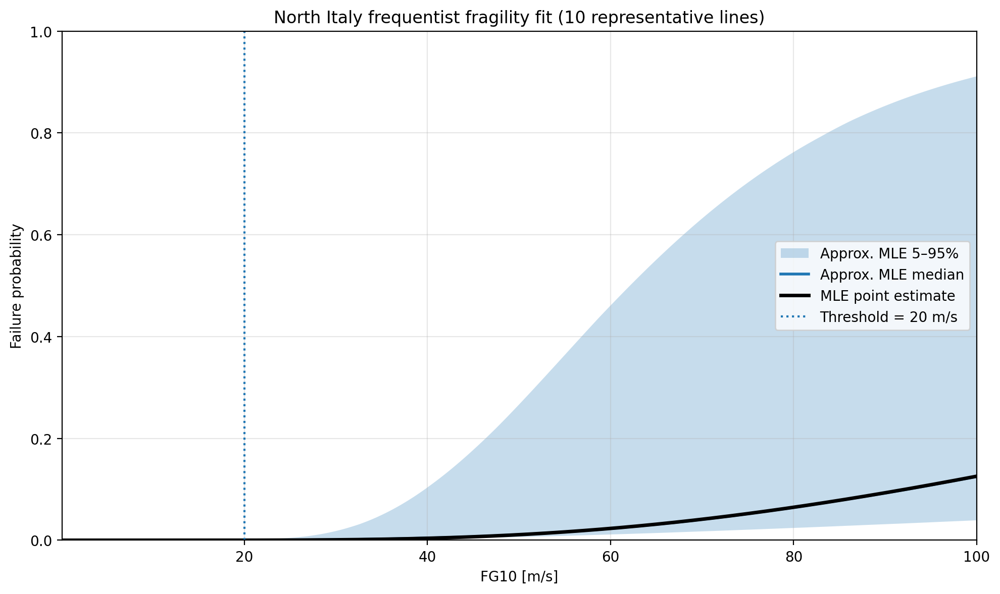 North Italy frequentist fragility fit (10 representative lines)
1.0
0.8
0.6
0.4
0.2
0.0
Failure probability
Approx. MLE 5–95%
Approx. MLE median
MLE point estimate
Threshold = 20 m/s
20
40
60
80
100
FG10 [m/s]